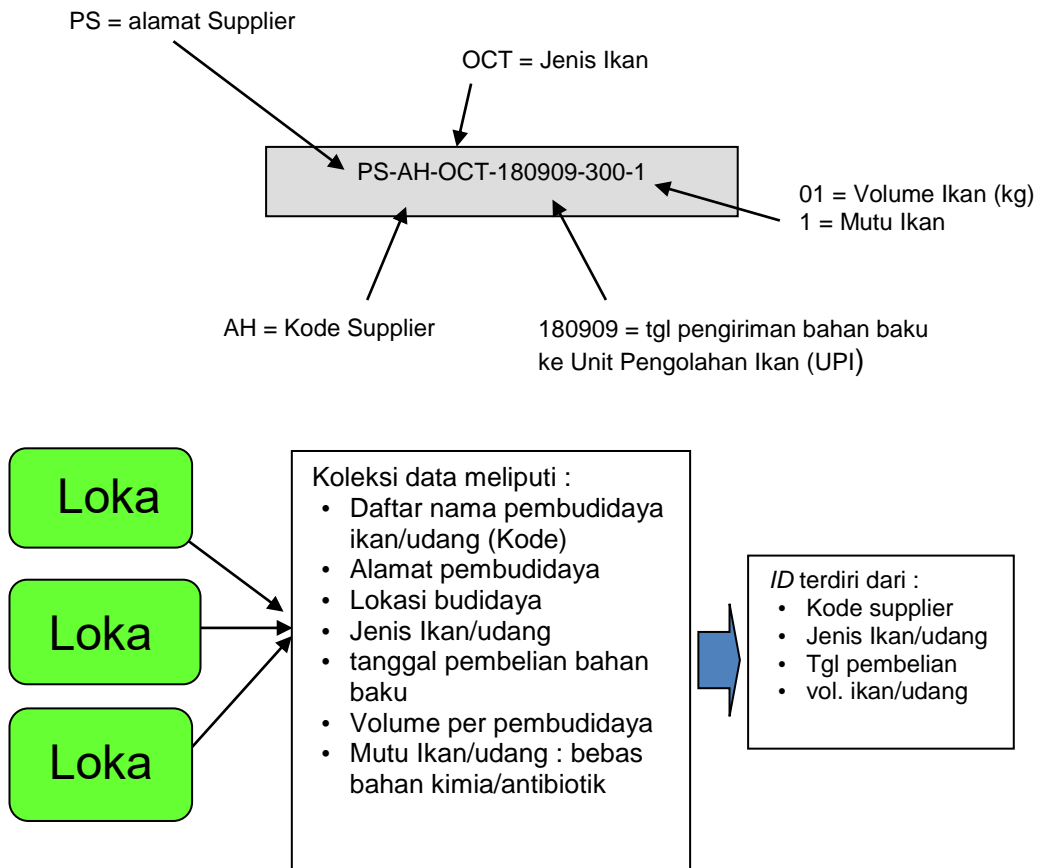 PS = alamat Supplier
OCT = Jenis Ikan
PS-AH-OCT-180909-300-1
01 = Volume Ikan (kg)
1 = Mutu Ikan
AH = Kode Supplier
180909 = tgl pengiriman bahan baku
ke Unit Pengolahan Ikan (UPI)
Loka
Loka
Loka
Koleksi data meliputi :
• Daftar nama pembudidaya
ikan/udang (Kode)
• Alamat pembudidaya
• Lokasi budidaya
• Jenis Ikan/udang
• tanggal pembelian bahan
baku
• Volume per pembudidaya
• Mutu Ikan/udang : bebas
bahan kimia/antibiotik
ID terdiri dari :
• Kode supplier
• Jenis Ikan/udang
• Tgl pembelian
• vol. ikan/udang